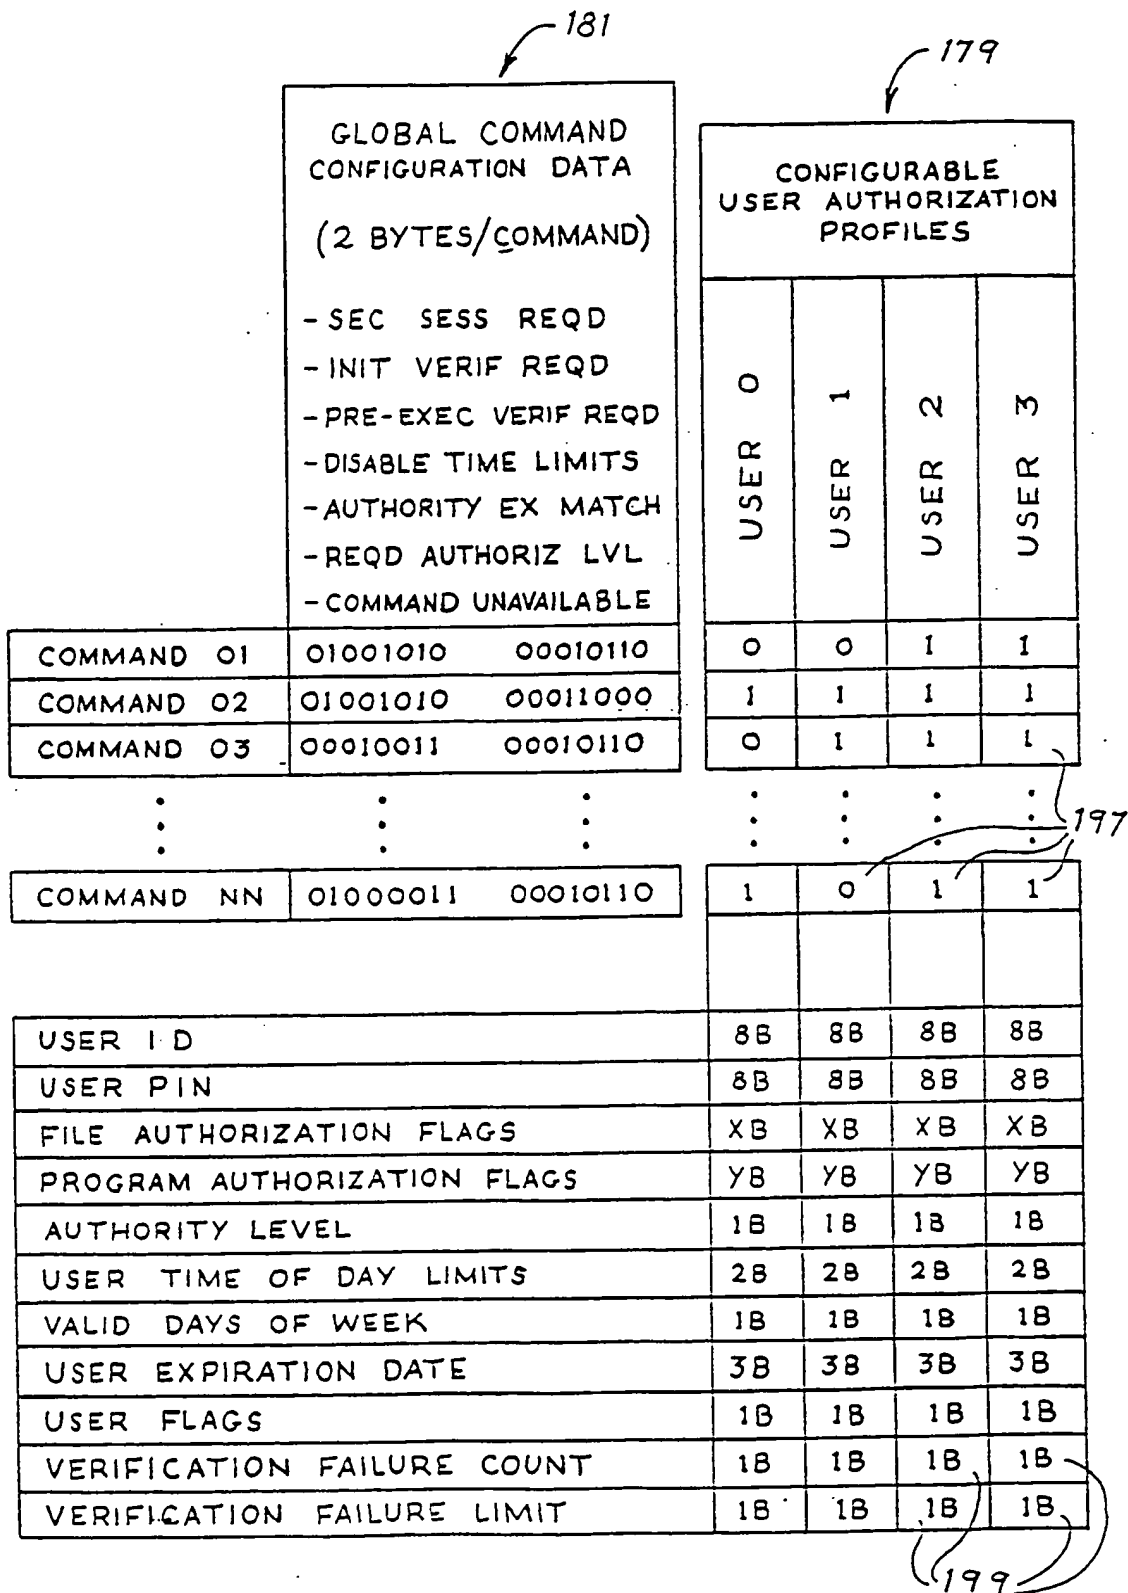 181
179
GLOBAL COMMAND
CONFIGURATION DATA
(2 BYTES/COMMAND)
- SEC SESS REQD
- INIT VERIF REQD
- PRE-EXEC VERIF REQD
- DISABLE TIME LIMITS
- AUTHORITY EX MATCH
- REQD AUTHORIZ LVL
- COMMAND UNAVAILABLE
CONFIGURABLE
USER AUTHORIZATION
PROFILES
USER 0
USER 1
USER 2
USER 3
COMMAND 01 01001010 00010110 0 0 1 1
COMMAND 02 01001010 00011000 1 1 1 1
COMMAND 03 00010011 00010110 0 1 1 1
197
COMMAND NN 01000011 00010110 1 0 1 1
USER ID 8B 8B 8B 8B
USER PIN 8B 8B 8B 8B
FILE AUTHORIZATION FLAGS XB XB XB XB
PROGRAM AUTHORIZATION FLAGS YB YB YB YB
AUTHORITY LEVEL 1B 1B 1B 1B
USER TIME OF DAY LIMITS 2B 2B 2B 2B
VALID DAYS OF WEEK 1B 1B 1B 1B
USER EXPIRATION DATE 3B 3B 3B 3B
USER FLAGS 1B 1B 1B 1B
VERIFICATION FAILURE COUNT 1B 1B 1B 1B
VERIFICATION FAILURE LIMIT 1B 1B 1B 1B
199